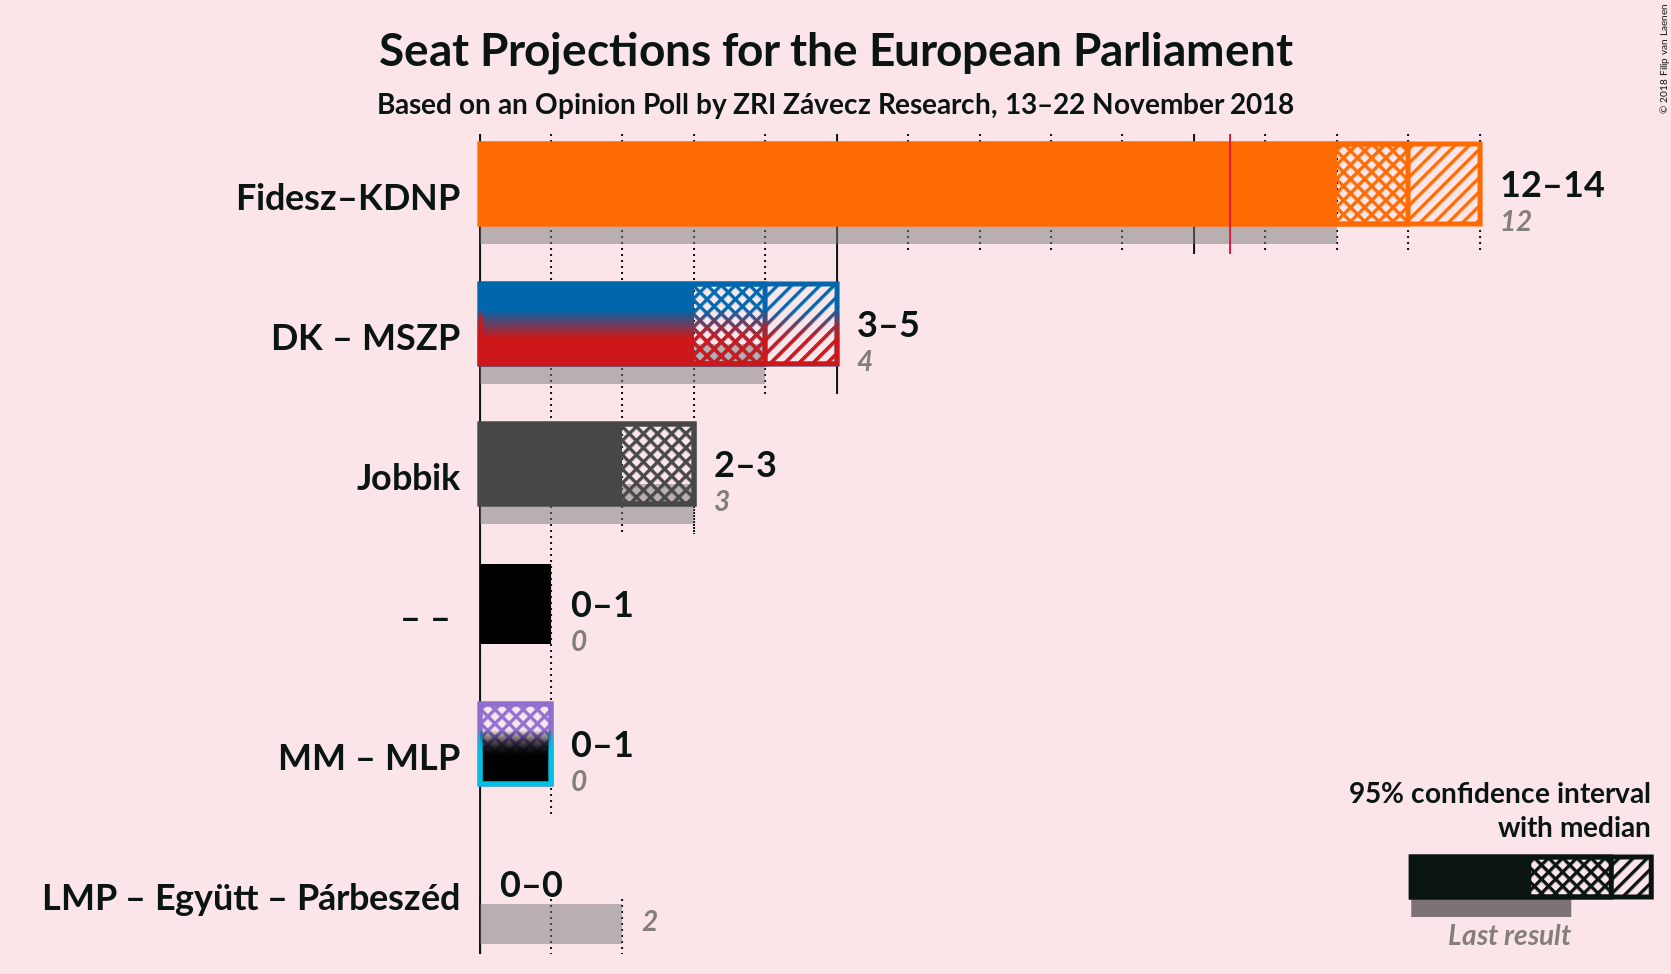 Seat Projections for the European Parliament
Based on an Opinion Poll by ZRI Závecz Research, 13–22 November 2018
© 2018 Filip van Laenen
Fidesz–KDNP
12–14
12
DK – MSZP
3–5
4
Jobbik
2–3
3
– –
0–1
0
MM – MLP
0–1
0
LMP – Együtt – Párbeszéd
0–0
2
95% confidence interval
with median
Last result